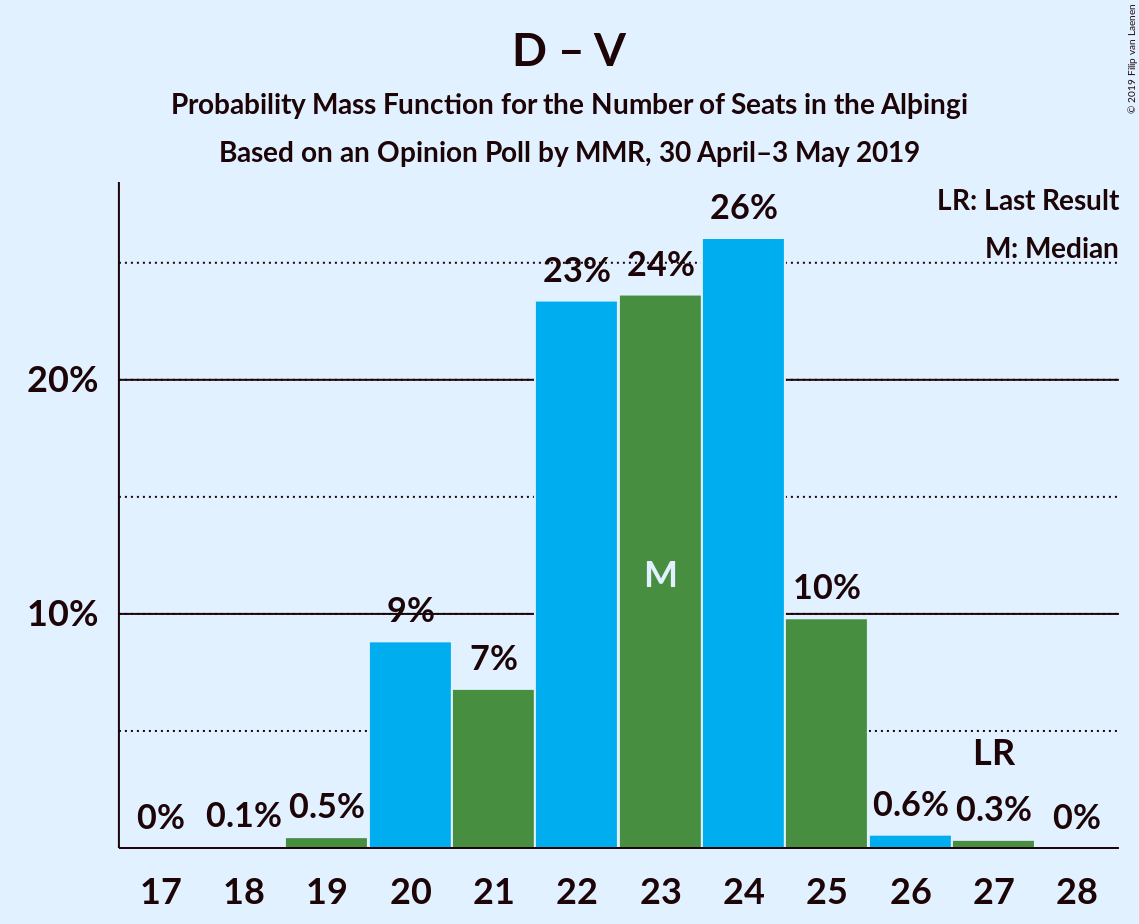 D – V
Probability Mass Function for the Number of Seats in the Alþingi
Based on an Opinion Poll by MMR, 30 April–3 May 2019
© 2019 Filip van Laenen
LR: Last Result
M: Median
20%
10%
0%
0.1%
0.5%
9%
7%
23%
24%
26%
10%
0.6%
0.3%
0%
M
LR
17 18 19 20 21 22 23 24 25 26 27 28